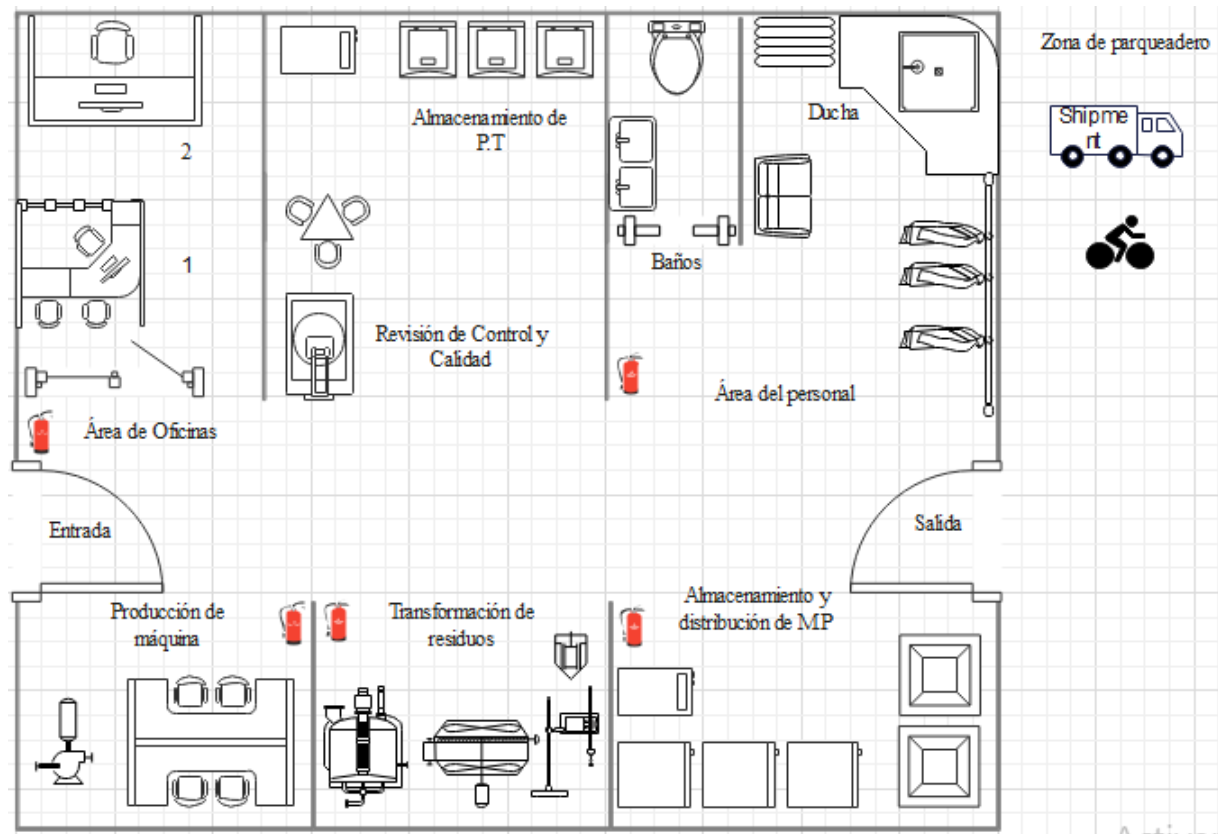 Zona de parqueadero
Shipme
nt
Almacenamiento de
P.T
Ducha
2
1
Baños
Revisión de Control y
Calidad
Área del personal
Área de Oficinas
Entrada
Salida
Producción de
máquina
Transformación de
residuos
Almacenamiento y
distribución de MP